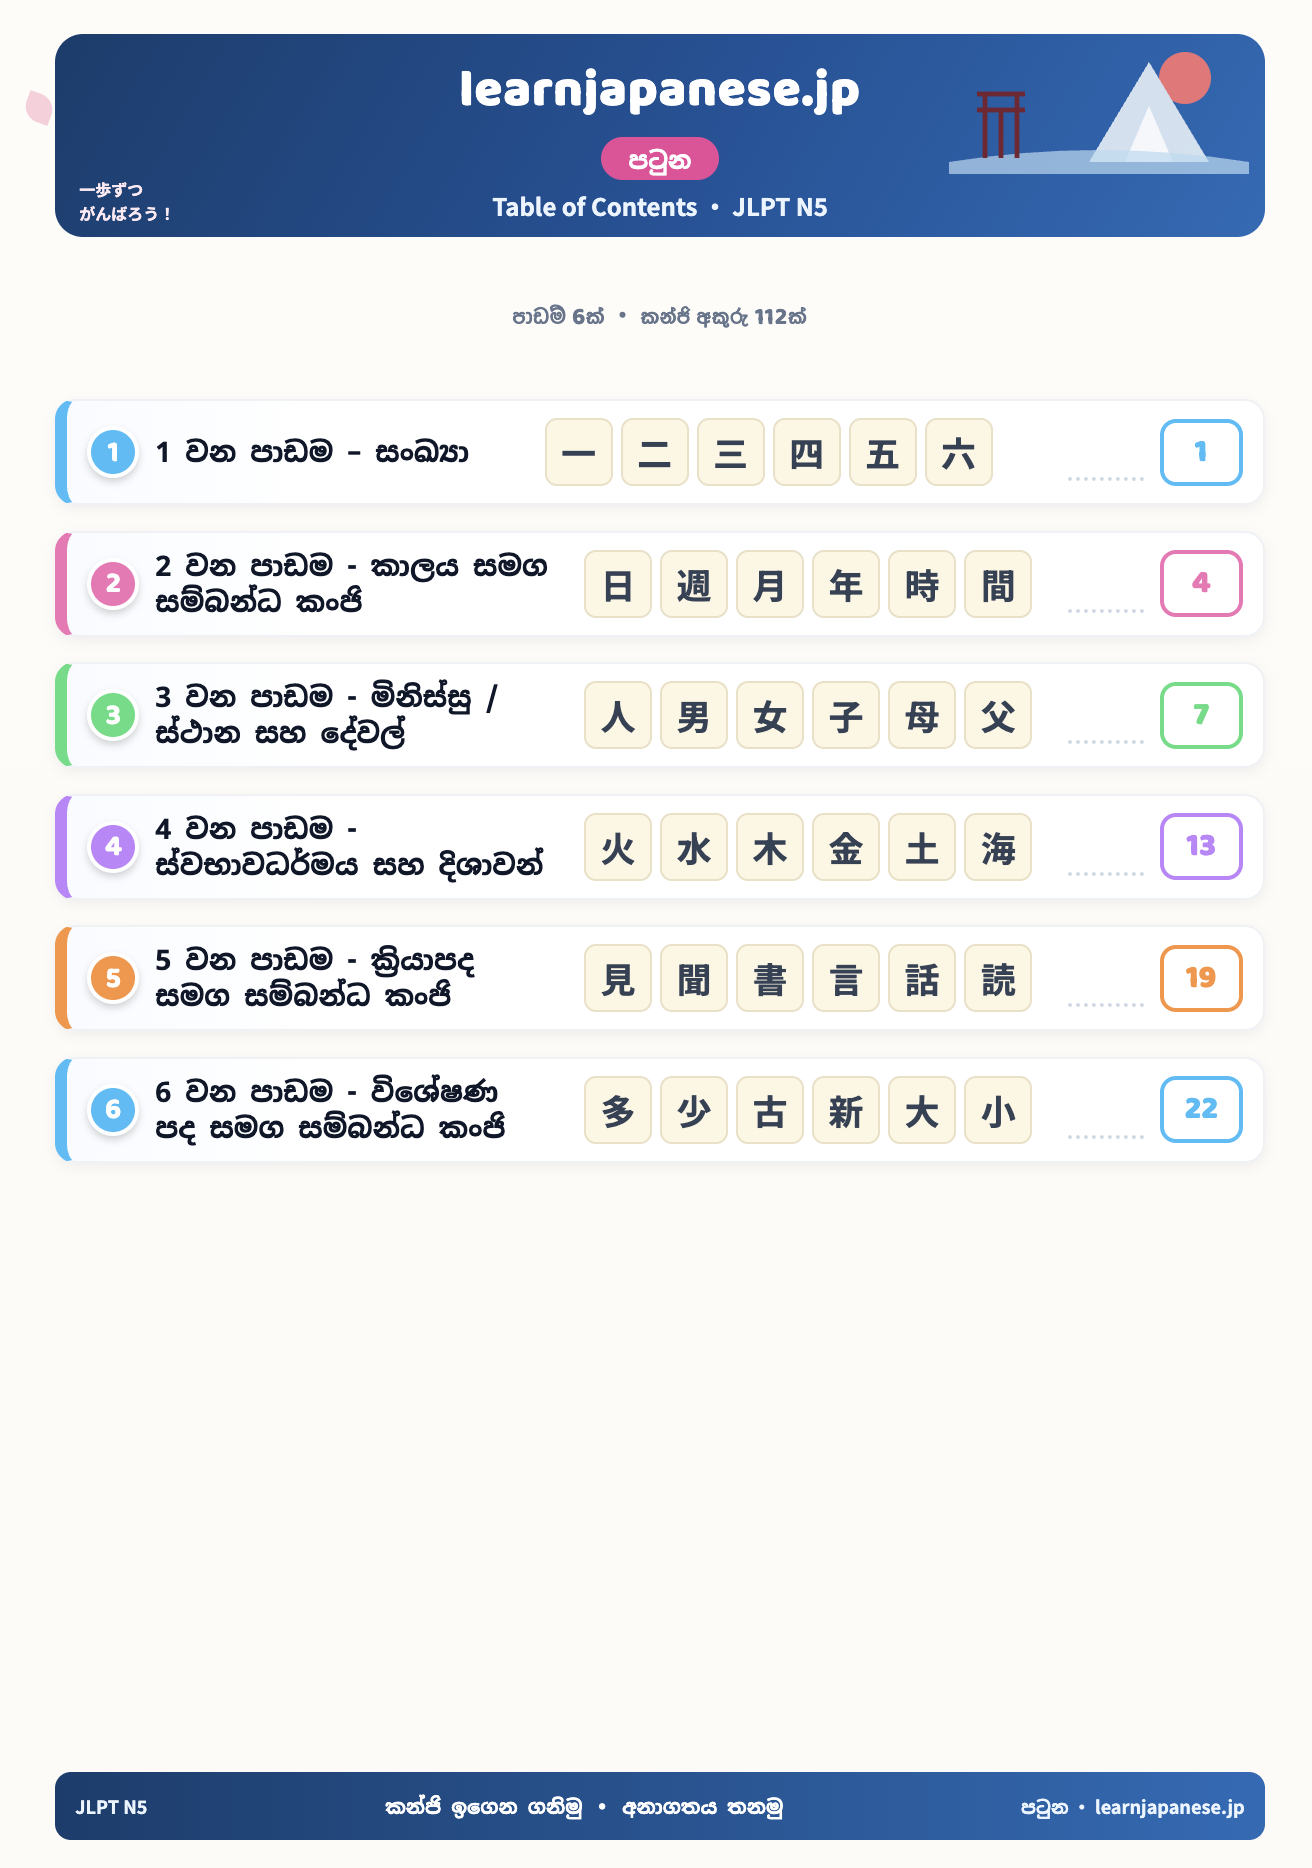 learnjapanese.jp
පටුන
Table of Contents • JLPT N5
一歩ずつ
がんばろう！
පාඩම් 6ක් • කන්ජි අකුරු 112ක්
1 1 වන පාඩම – සංඛ්‍යා 一 二 三 四 五 六 .......... 1
2 2 වන පාඩම - කාලය සමග
සම්බන්ධ කංජි 日 週 月 年 時 間 .......... 4
3 3 වන පාඩම - මිනිස්සු /
ස්ථාන සහ දේවල් 人 男 女 子 母 父 .......... 7
4 4 වන පාඩම -
ස්වභාවධර්මය සහ දිශාවන් 火 水 木 金 土 海 .......... 13
5 5 වන පාඩම - ක්‍රියාපද
සමග සම්බන්ධ කංජි 見 聞 書 言 話 読 .......... 19
6 6 වන පාඩම - විශේෂණ
පද සමග සම්බන්ධ කංජි 多 少 古 新 大 小 .......... 22
JLPT N5
කන්ජි ඉගෙන ගනිමු • අනාගතය තනමු
පටුන • learnjapanese.jp